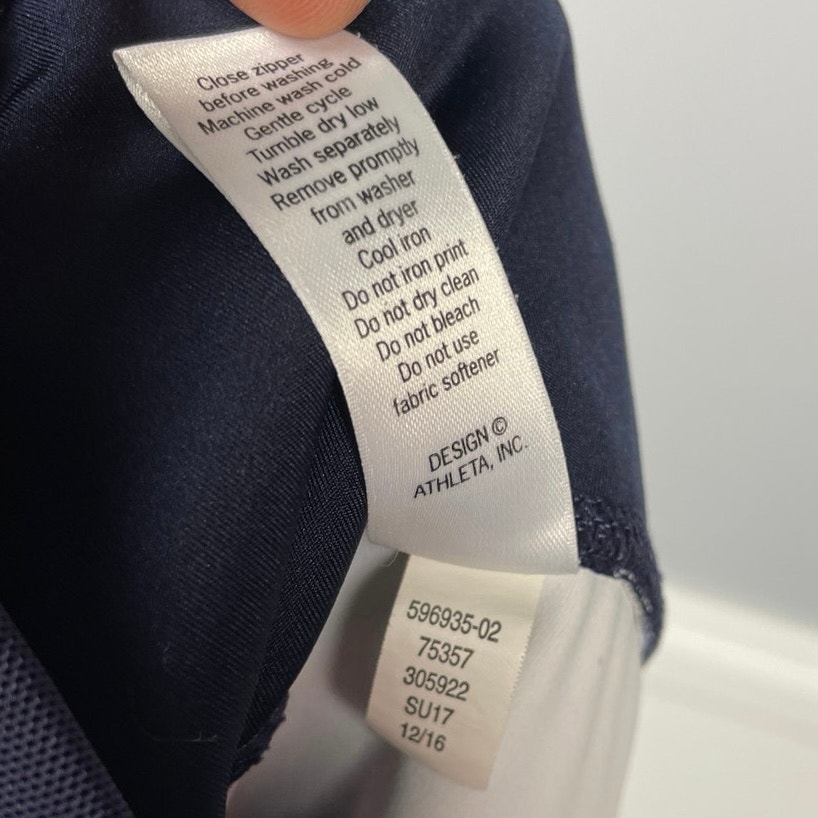 Close zipper
before washing
Machine wash cold
Gentle cycle
Tumble dry low
Wash separately
Remove promptly
from washer
and dryer
Cool iron
Do not iron print
Do not dry clean
Do not bleach
Do not use
fabric softener
DESIGN ©
ATHLETA, INC.
596935-02
75357
305922
SU17
12/16